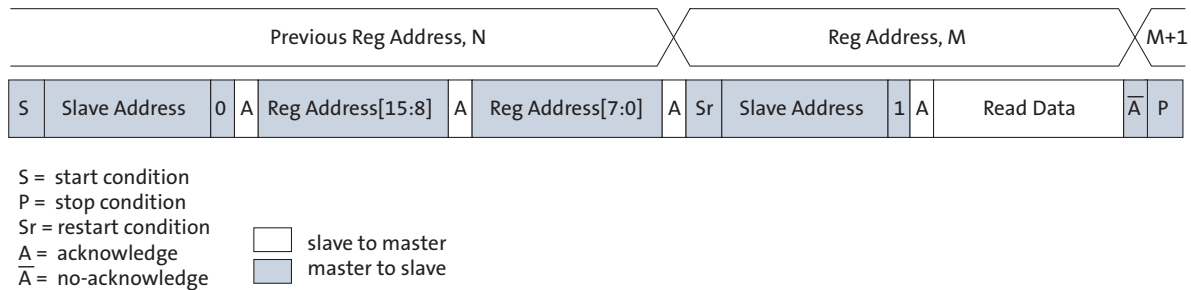 Previous Reg Address, N Reg Address, M M+1
S Slave Address 0 A Reg Address[15:8] A Reg Address[7:0] A Sr Slave Address 1 A Read Data A̅ P
S = start condition
P = stop condition
Sr = restart condition
A = acknowledge
A̅ = no-acknowledge
slave to master
master to slave